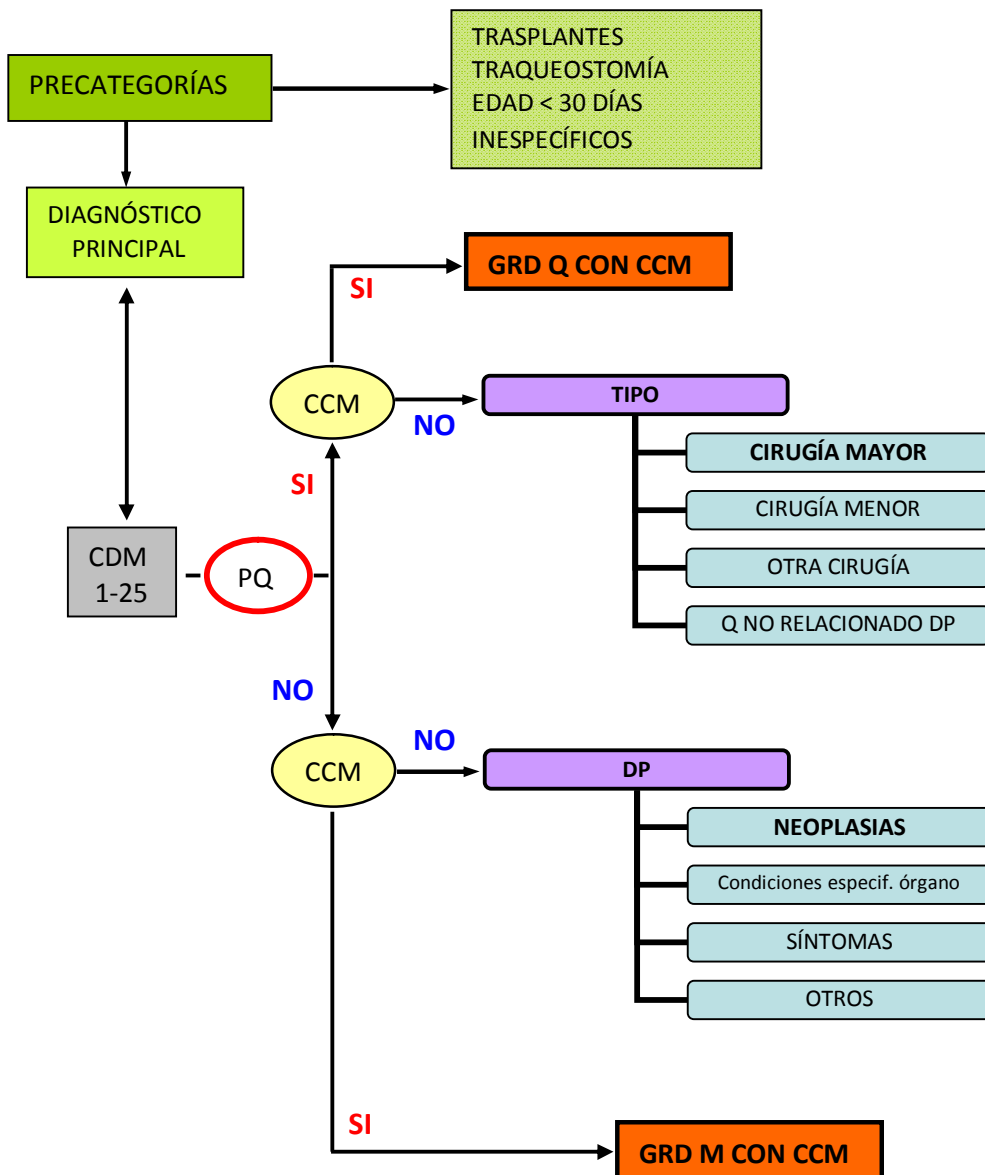 PRECATEGORÍAS
TRASPLANTES
TRAQUEOSTOMÍA
EDAD < 30 DÍAS
INESPECÍFICOS
DIAGNÓSTICO
PRINCIPAL
GRD Q CON CCM
SI
CCM
NO
TIPO
CIRUGÍA MAYOR
CIRUGÍA MENOR
OTRA CIRUGÍA
Q NO RELACIONADO DP
SI
CDM
1-25
PQ
NO
CCM
NO
DP
NEOPLASIAS
Condiciones especif. órgano
SÍNTOMAS
OTROS
SI
GRD M CON CCM